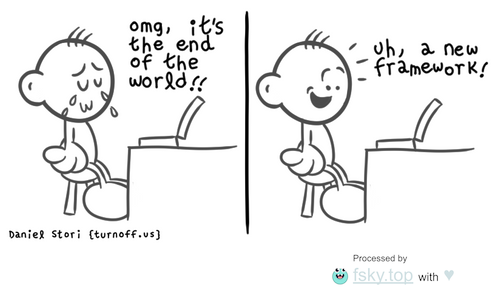 omg, it's
the end
of the
world!!
uh, a new
framework!
Daniel Stori {turnoff.us}
Processed by
fsky.top with